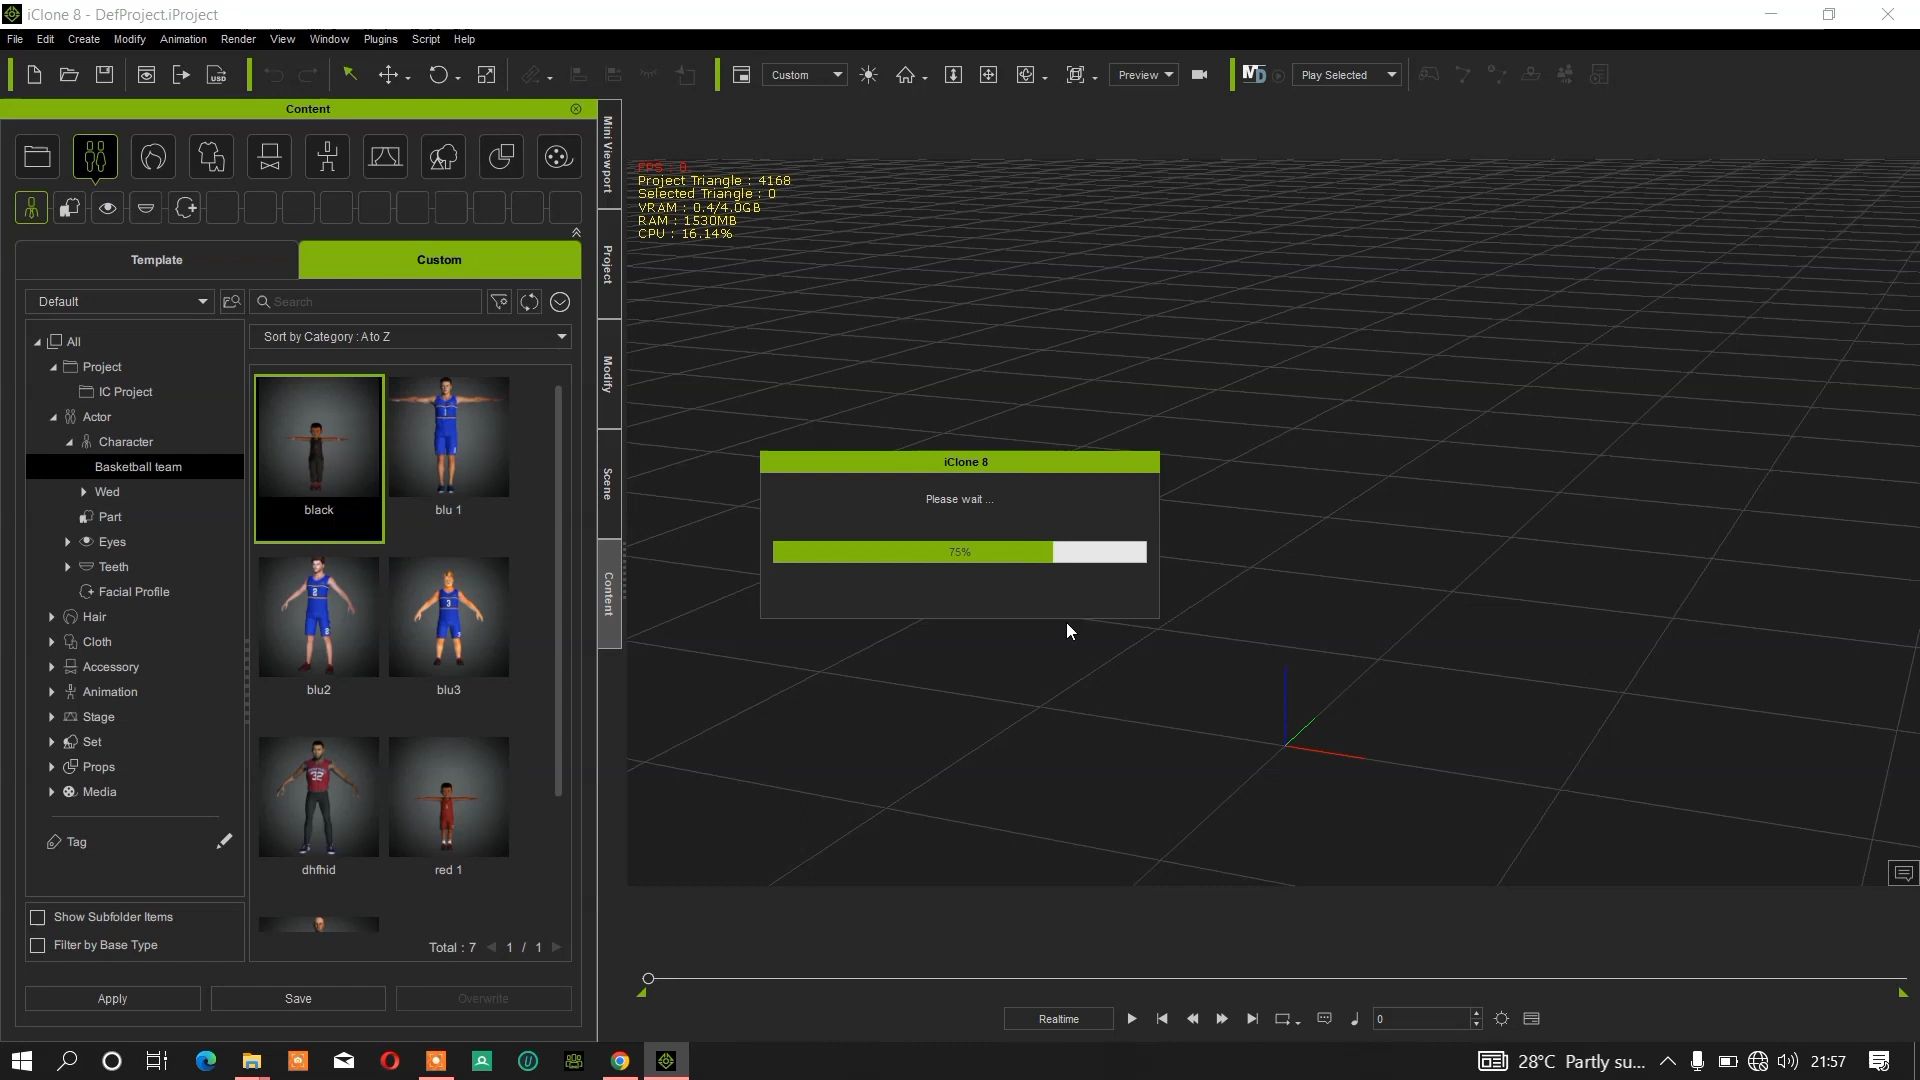 iClone 8 - DefProject.iProject
File Edit Create Modify Animation Render View Window Plugins Script Help
Custom Preview MD Play Selected
Content
Mini Viewport
Project
Modify
Scene
Content
Template Custom
Default Search
Sort by Category : A to Z
All
Project
IC Project
Actor
Character
Basketball team
Wed
Part
Eyes
Teeth
Facial Profile
Hair
Cloth
Accessory
Animation
Stage
Set
Props
Media
Tag
Show Subfolder Items
Filter by Base Type
black blu 1
blu2 blu3
dhfhid red 1
Total : 7 1 / 1
Apply Save Overwrite
FPS : 0
Project Triangle : 4168
Selected Triangle : 0
VRAM : 0.4/4.0GB
RAM : 1530MB
CPU : 16.14%
iClone 8
Please wait ...
75%
Realtime 0
28°C Partly su... 21:57